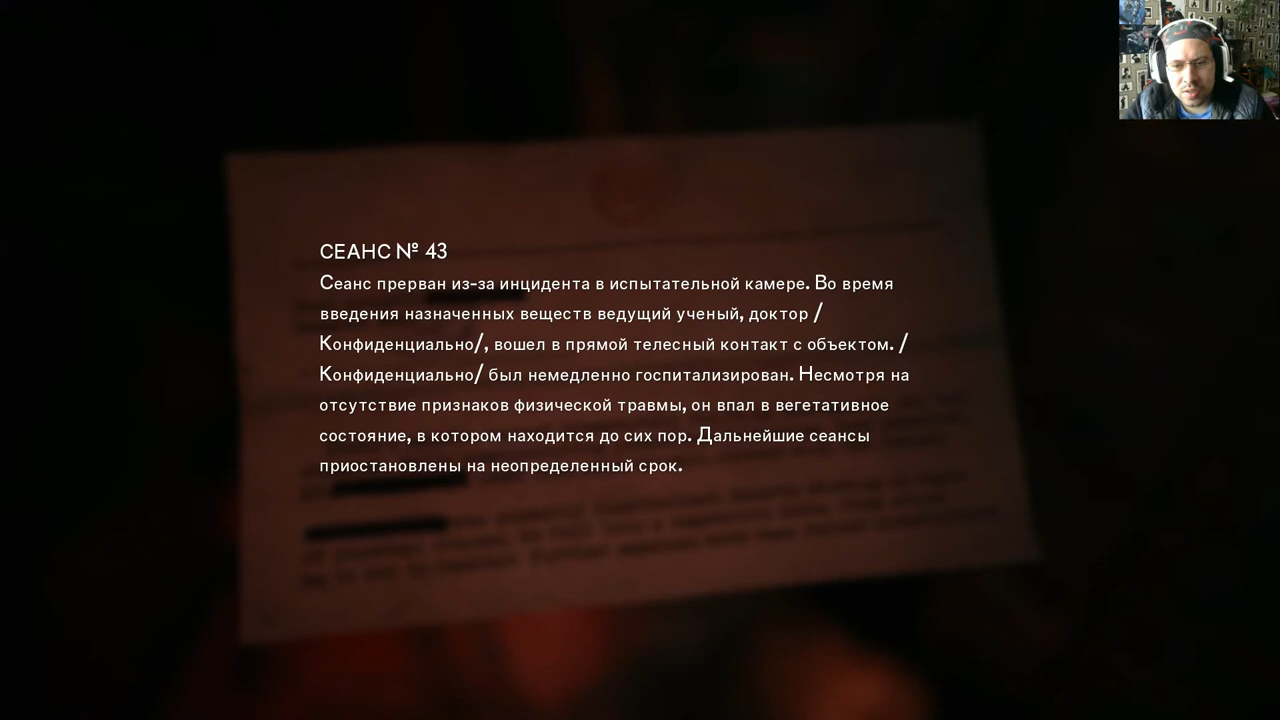 СЕАНС № 43
Сеанс прерван из-за инцидента в испытательной камере. Во время
введения назначенных веществ ведущий ученый, доктор /
Конфиденциально/, вошел в прямой телесный контакт с объектом. /
Конфиденциально/ был немедленно госпитализирован. Несмотря на
отсутствие признаков физической травмы, он впал в вегетативное
состояние, в котором находится до сих пор. Дальнейшие сеансы
приостановлены на неопределенный срок.